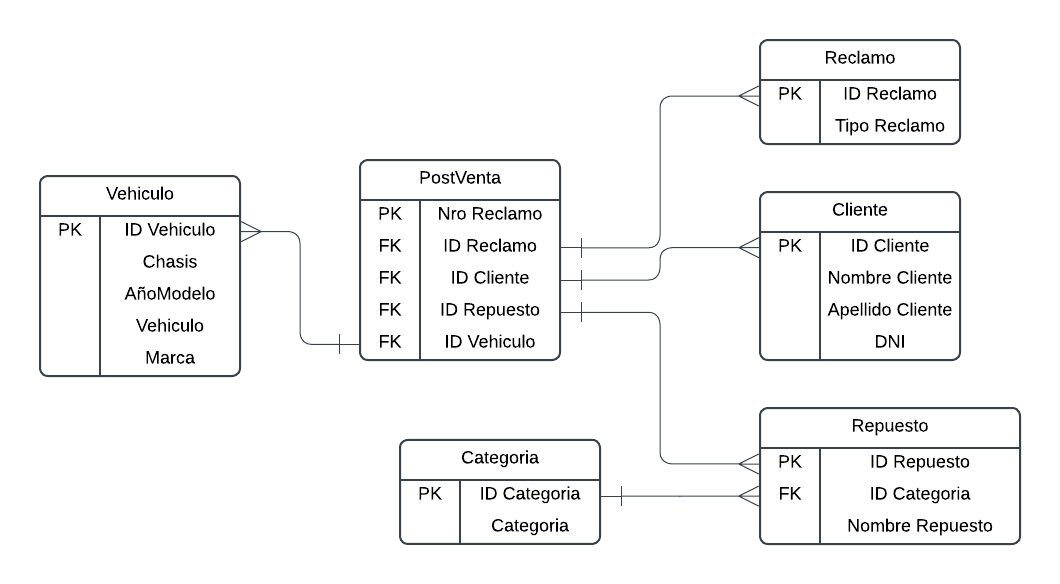 Reclamo
PK ID Reclamo
Tipo Reclamo
Vehiculo
PK ID Vehiculo
Chasis
AñoModelo
Vehiculo
Marca
PostVenta
PK Nro Reclamo
FK ID Reclamo
FK ID Cliente
FK ID Repuesto
FK ID Vehiculo
Cliente
PK ID Cliente
Nombre Cliente
Apellido Cliente
DNI
Categoria
PK ID Categoria
Categoria
Repuesto
PK ID Repuesto
FK ID Categoria
Nombre Repuesto